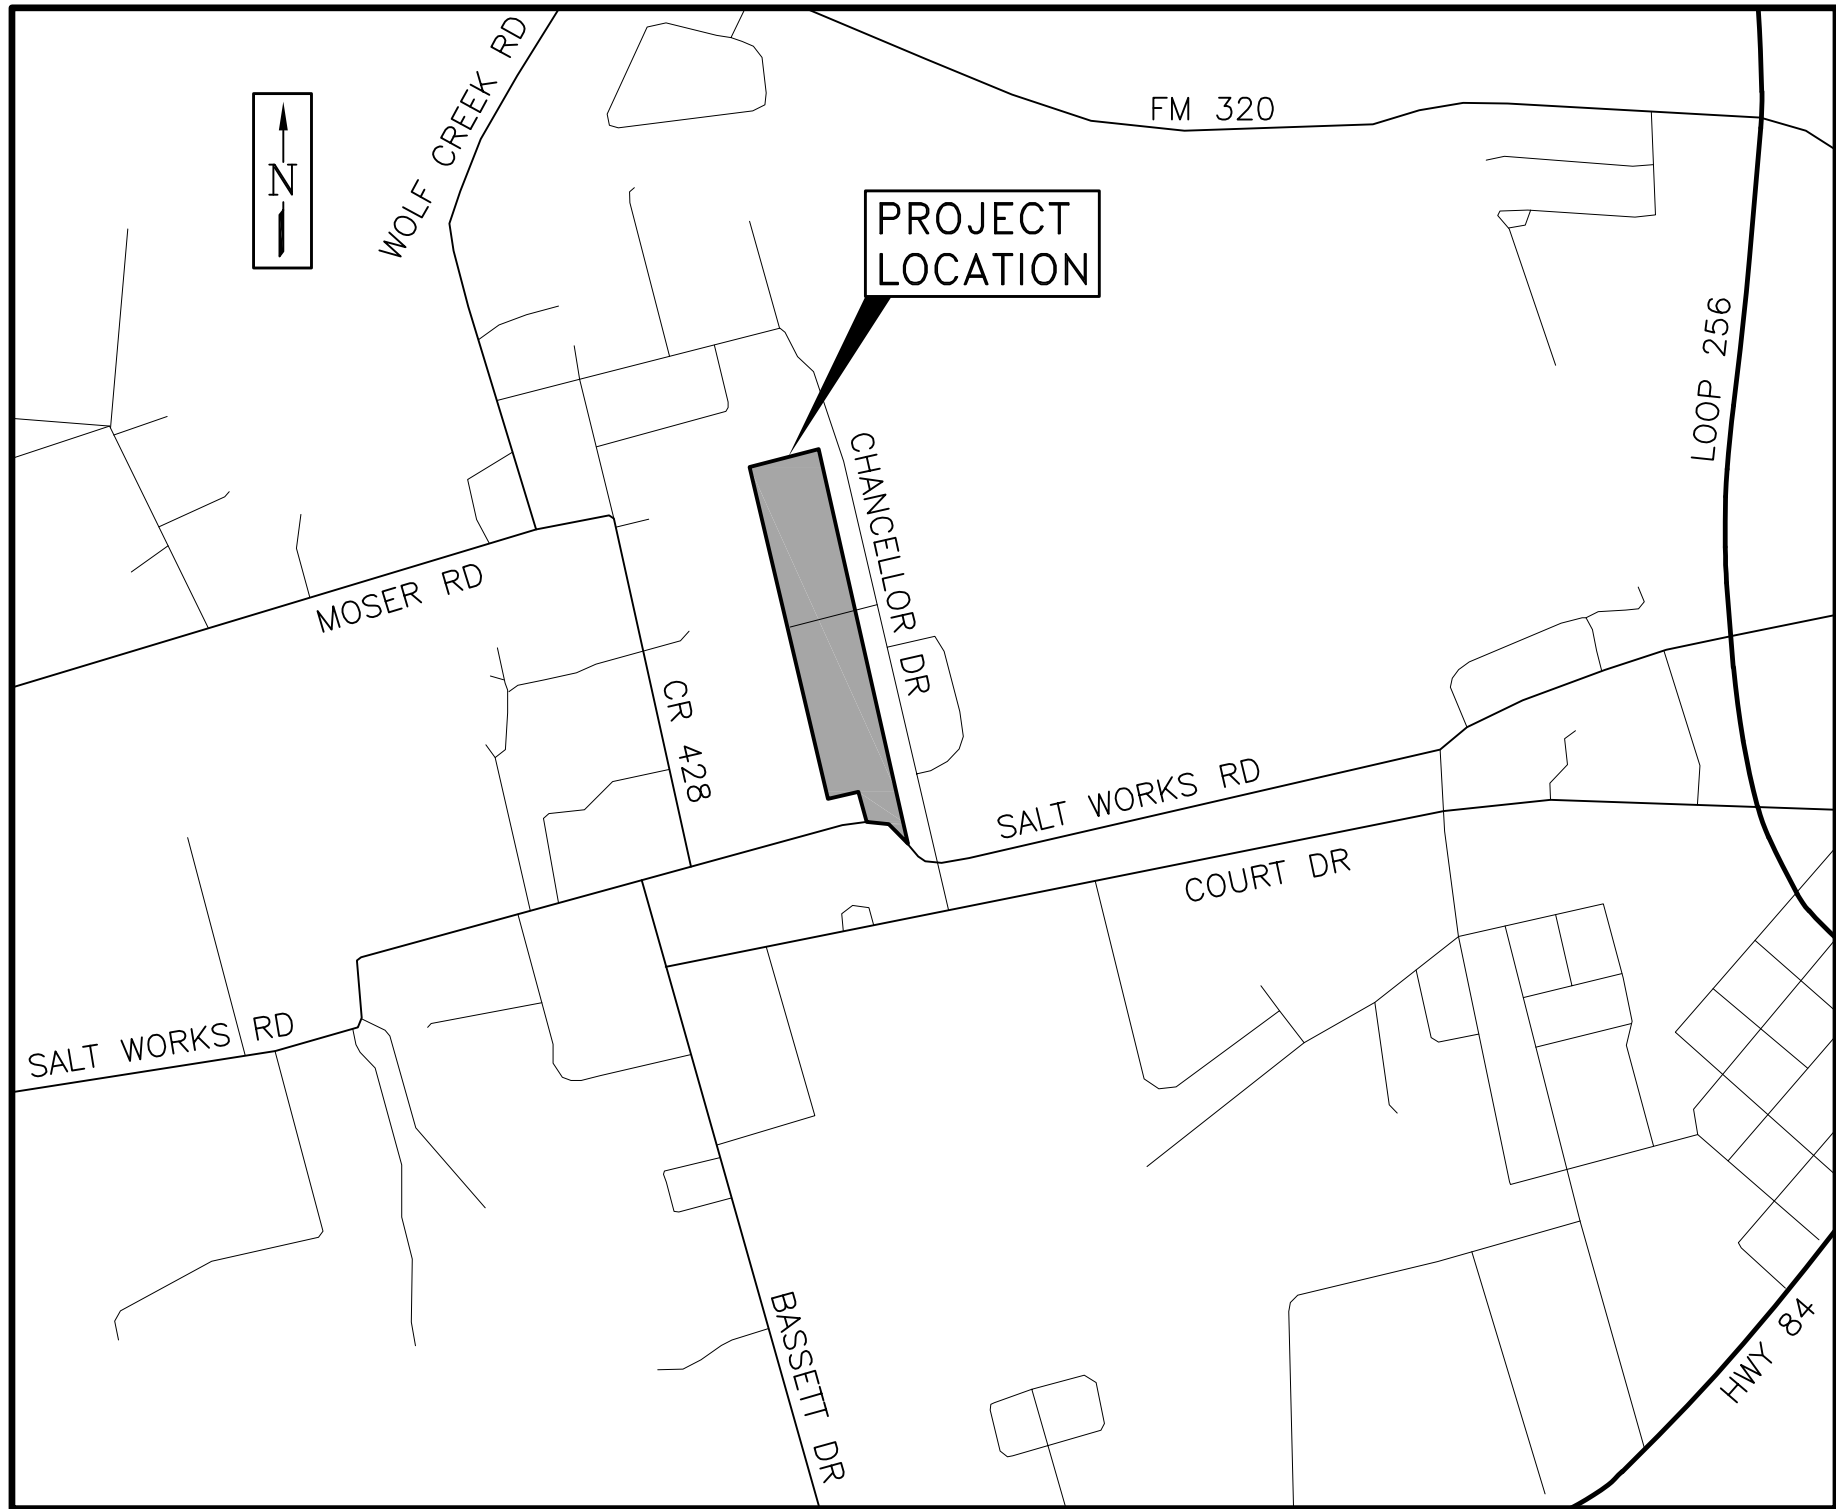 WOLF CREEK RD
FM 320
N
PROJECT
LOCATION
LOOP 256
CHANCELLOR DR
MOSER RD
CR 428
SALT WORKS RD
COURT DR
SALT WORKS RD
BASSETT DR
HWY 84